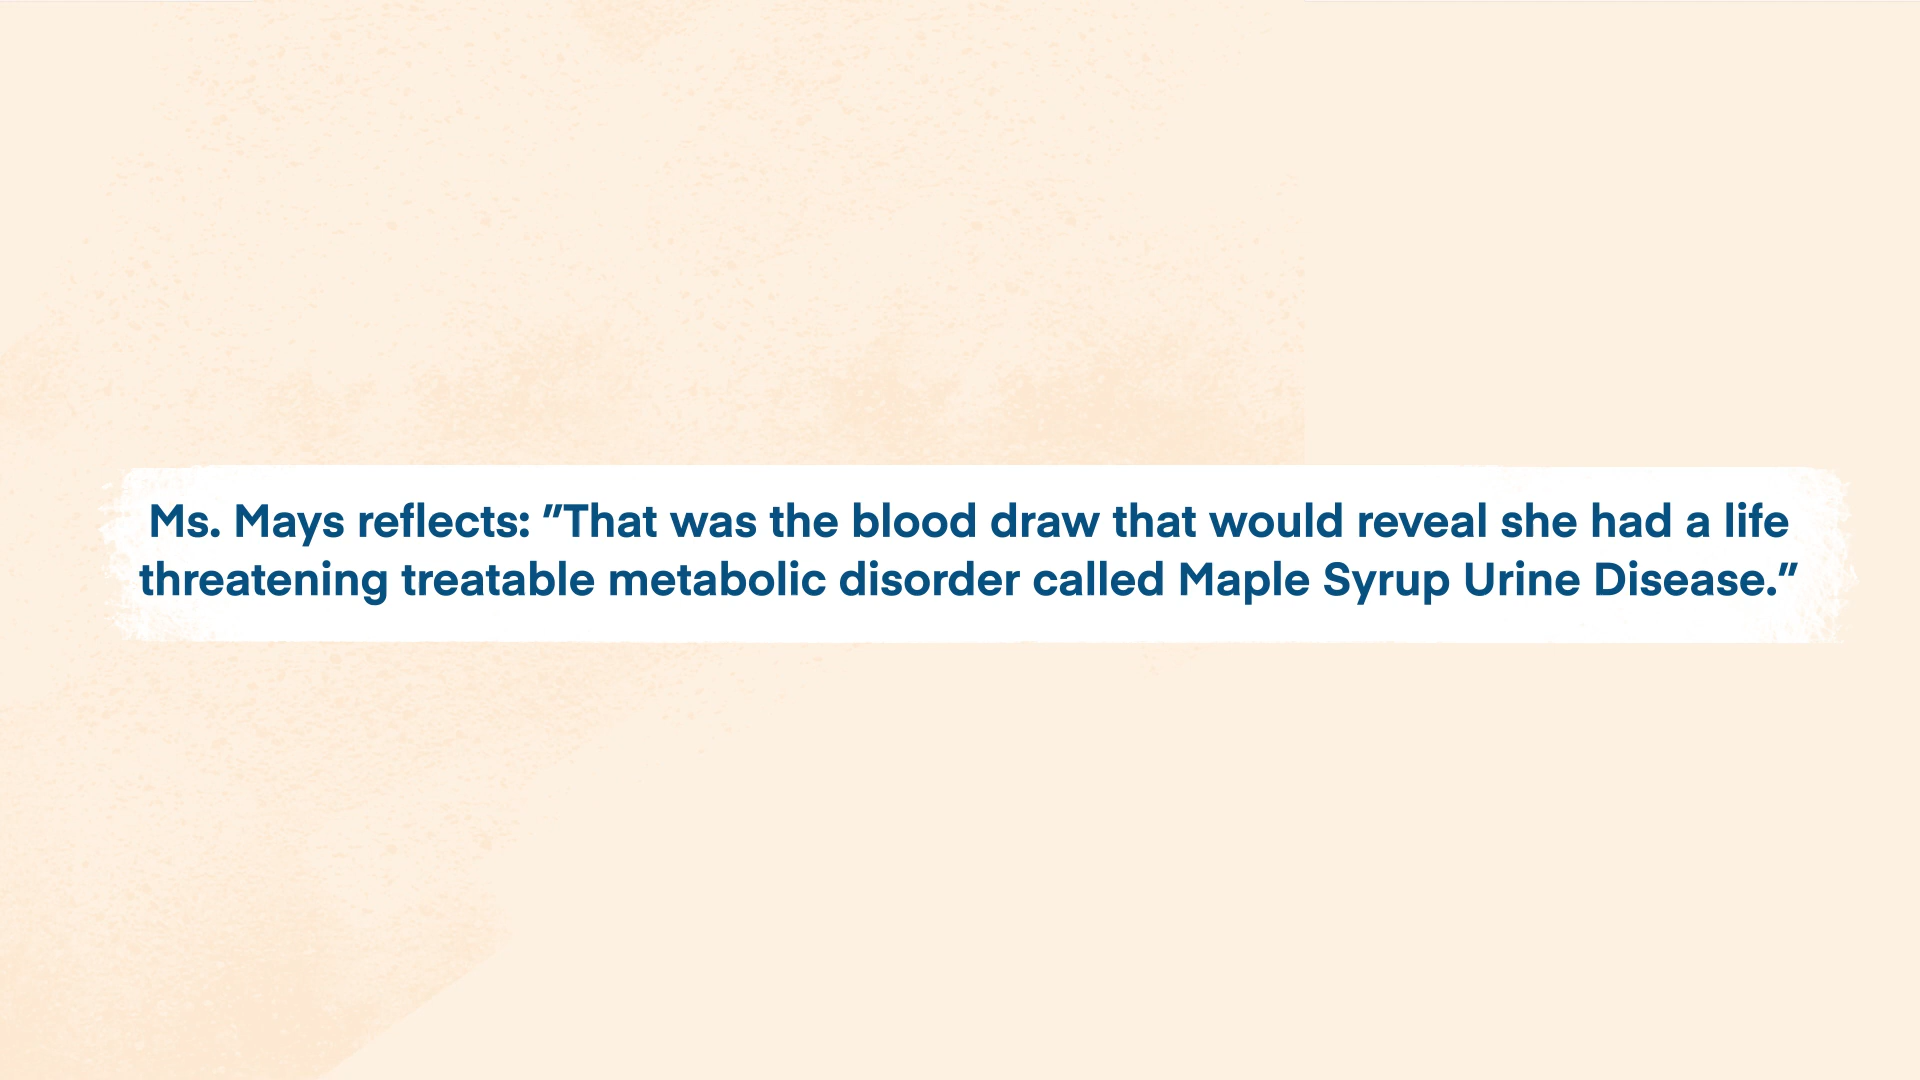 Ms. Mays reflects: "That was the blood draw that would reveal she had a life
threatening treatable metabolic disorder called Maple Syrup Urine Disease."